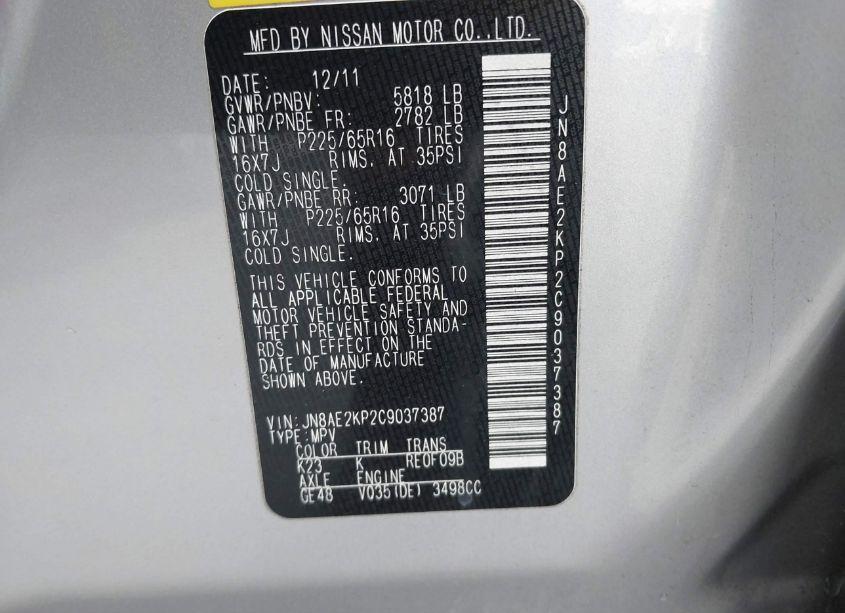 MFD BY NISSAN MOTOR CO.,LTD.
DATE: 12/11
GVWR/PNBV: 5818 LB
GAWR/PNBE FR: 2782 LB
WITH P225/65R16 TIRES
16X7J RIMS. AT 35PSI
COLD SINGLE.
GAWR/PNBE RR: 3071 LB
WITH P225/65R16 TIRES
16X7J RIMS. AT 35PSI
COLD SINGLE.
THIS VEHICLE CONFORMS TO
ALL APPLICABLE FEDERAL
MOTOR VEHICLE SAFETY AND
THEFT PREVENTION STANDA-
RDS IN EFFECT ON THE
DATE OF MANUFACTURE
SHOWN ABOVE.
VIN:JN8AE2KP2C9037387
TYPE:MPV
COLOR TRIM TRANS
K23 K RE0F09B
AXLE ENGINE
GE48 VQ35(DE) 3498CC
JN8AE2KP2C9037387